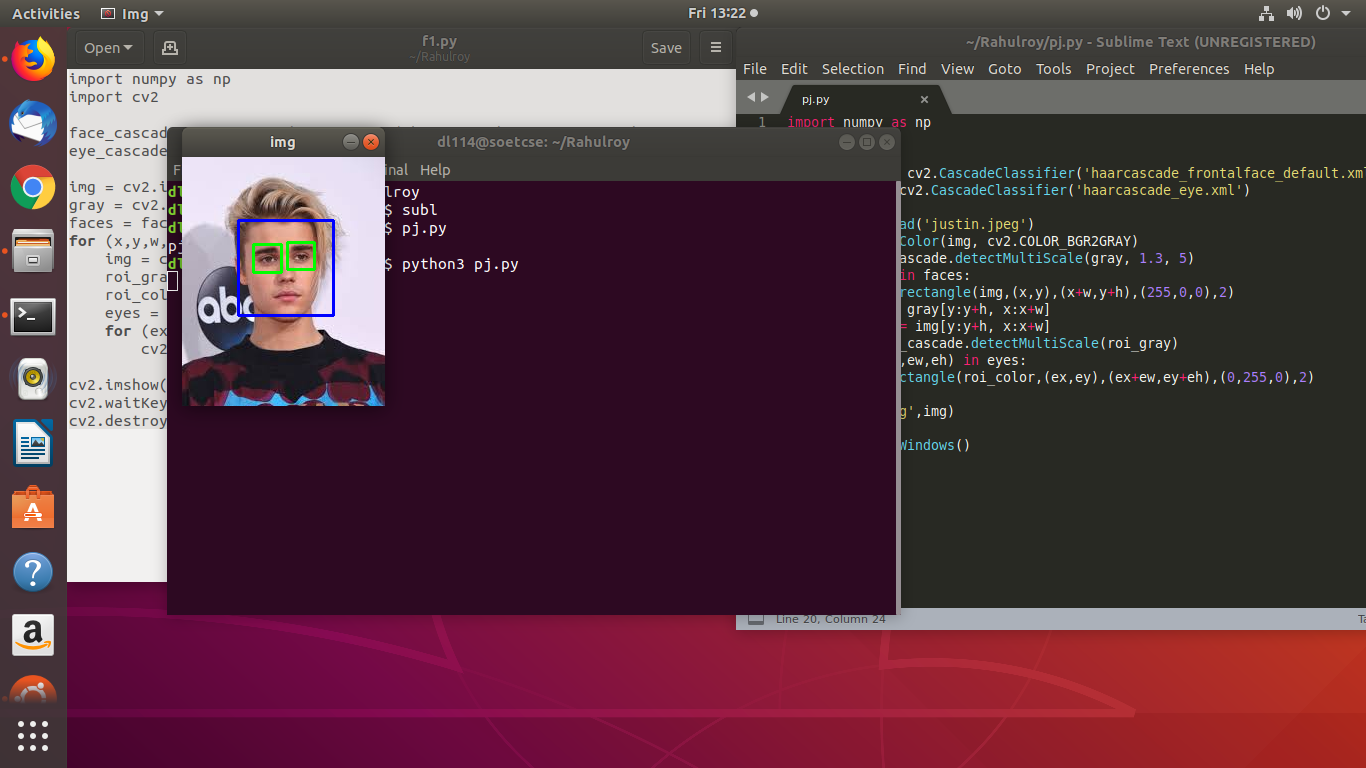 Activities
Img
Fri 13:22
Open
f1.py
~/Rahulroy
Save
import numpy as np
import cv2
face_cascad
eye_cascade
img = cv2.i
gray = cv2.
faces = fac
for (x,y,w,
img = c
roi_gra
roi_col
eyes =
for (ex
cv2
cv2.imshow(
cv2.waitKey
cv2.destroy
img
abc
dl114@soetcse: ~/Rahulroy
F
inal Help
dl
lroy
dl
$ subl
dl
$ pj.py
pj
dl
$ python3 pj.py
~/Rahulroy/pj.py - Sublime Text (UNREGISTERED)
File Edit Selection Find View Goto Tools Project Preferences Help
pj.py
1 import numpy as np
cv2.CascadeClassifier('haarcascade_frontalface_default.xml
cv2.CascadeClassifier('haarcascade_eye.xml')
ad('justin.jpeg')
Color(img, cv2.COLOR_BGR2GRAY)
ascade.detectMultiScale(gray, 1.3, 5)
in faces:
rectangle(img,(x,y),(x+w,y+h),(255,0,0),2)
gray[y:y+h, x:x+w]
= img[y:y+h, x:x+w]
_cascade.detectMultiScale(roi_gray)
,ew,eh) in eyes:
ctangle(roi_color,(ex,ey),(ex+ew,ey+eh),(0,255,0),2)
g',img)
Windows()
Line 20, Column 24
Ta